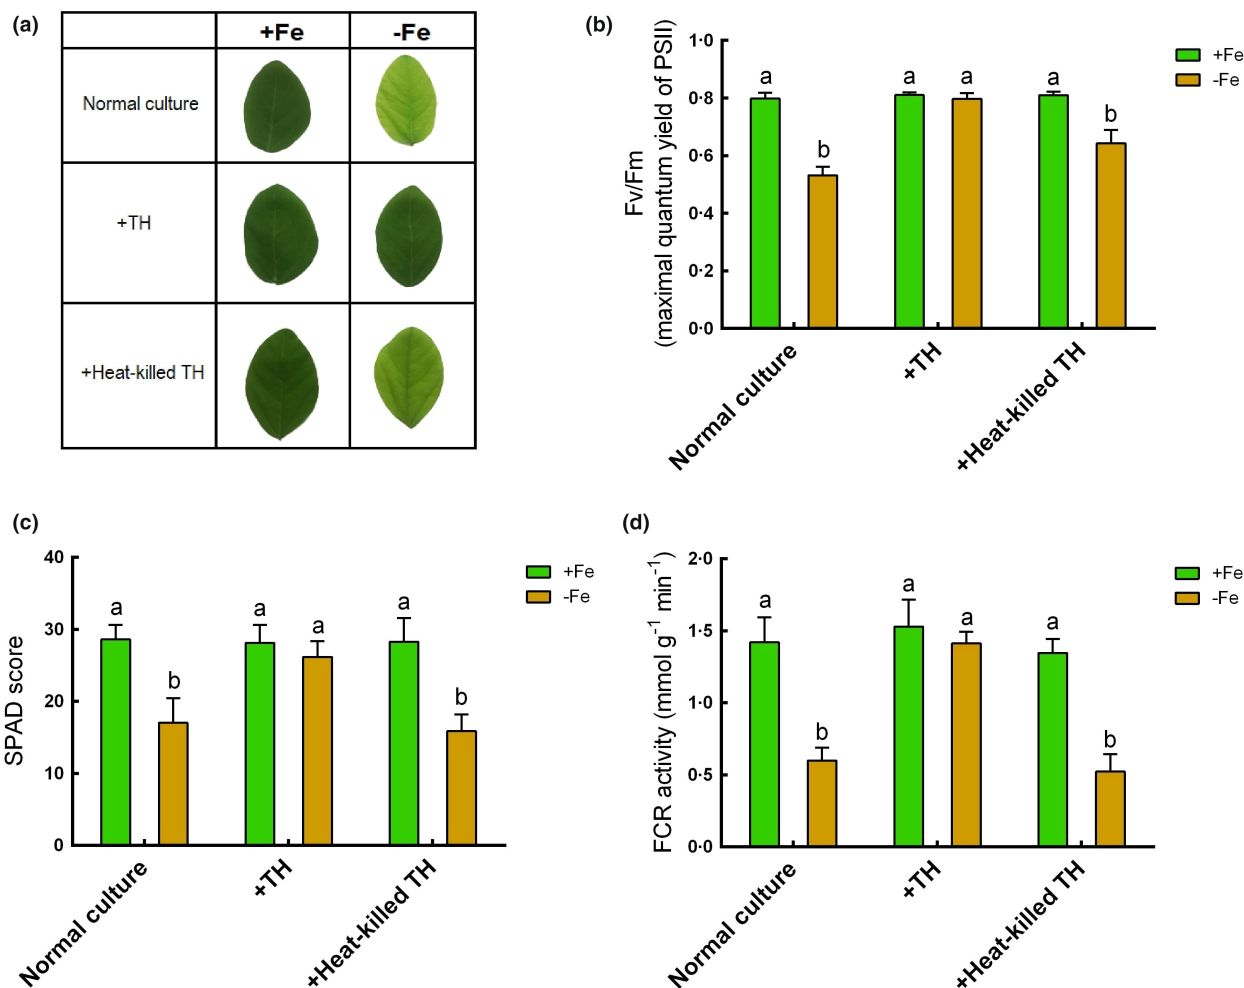 (a)
+Fe -Fe
Normal culture
+TH
+Heat-killed TH
(b)
Fv/Fm
(maximal quantum yield of PSII)
1·0
0·8
0·6
0·4
0·2
0·0
a b a a a b
Normal culture
+TH
+Heat-killed TH
+Fe
-Fe
(c)
SPAD score
40
30
20
10
0
a b a a a b
Normal culture
+TH
+Heat-killed TH
+Fe
-Fe
(d)
FCR activity (mmol g⁻¹ min⁻¹)
2·0
1·5
1·0
0·5
0·0
a b a a a b
Normal culture
+TH
+Heat-killed TH
+Fe
-Fe